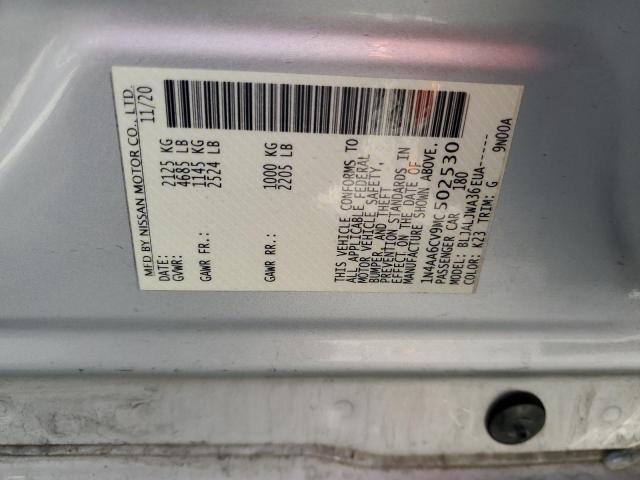 MFD BY NISSAN MOTOR CO., LTD.
DATE: 11/20
GVWR: 2125 KG
4685 LB
GAWR FR: 1145 KG
2524 LB
GAWR RR: 1000 KG
2205 LB
THIS VEHICLE CONFORMS TO
ALL APPLICABLE FEDERAL
MOTOR VEHICLE SAFETY,
BUMPER, AND THEFT
PREVENTION STANDARDS IN
EFFECT ON THE DATE OF
MANUFACTURE SHOWN ABOVE.
1N4AA6CV9MC502530
PASSENGER CAR 180
MODEL: BLJALJWA36EUA------
COLOR: K23 TRIM: G 9N00A